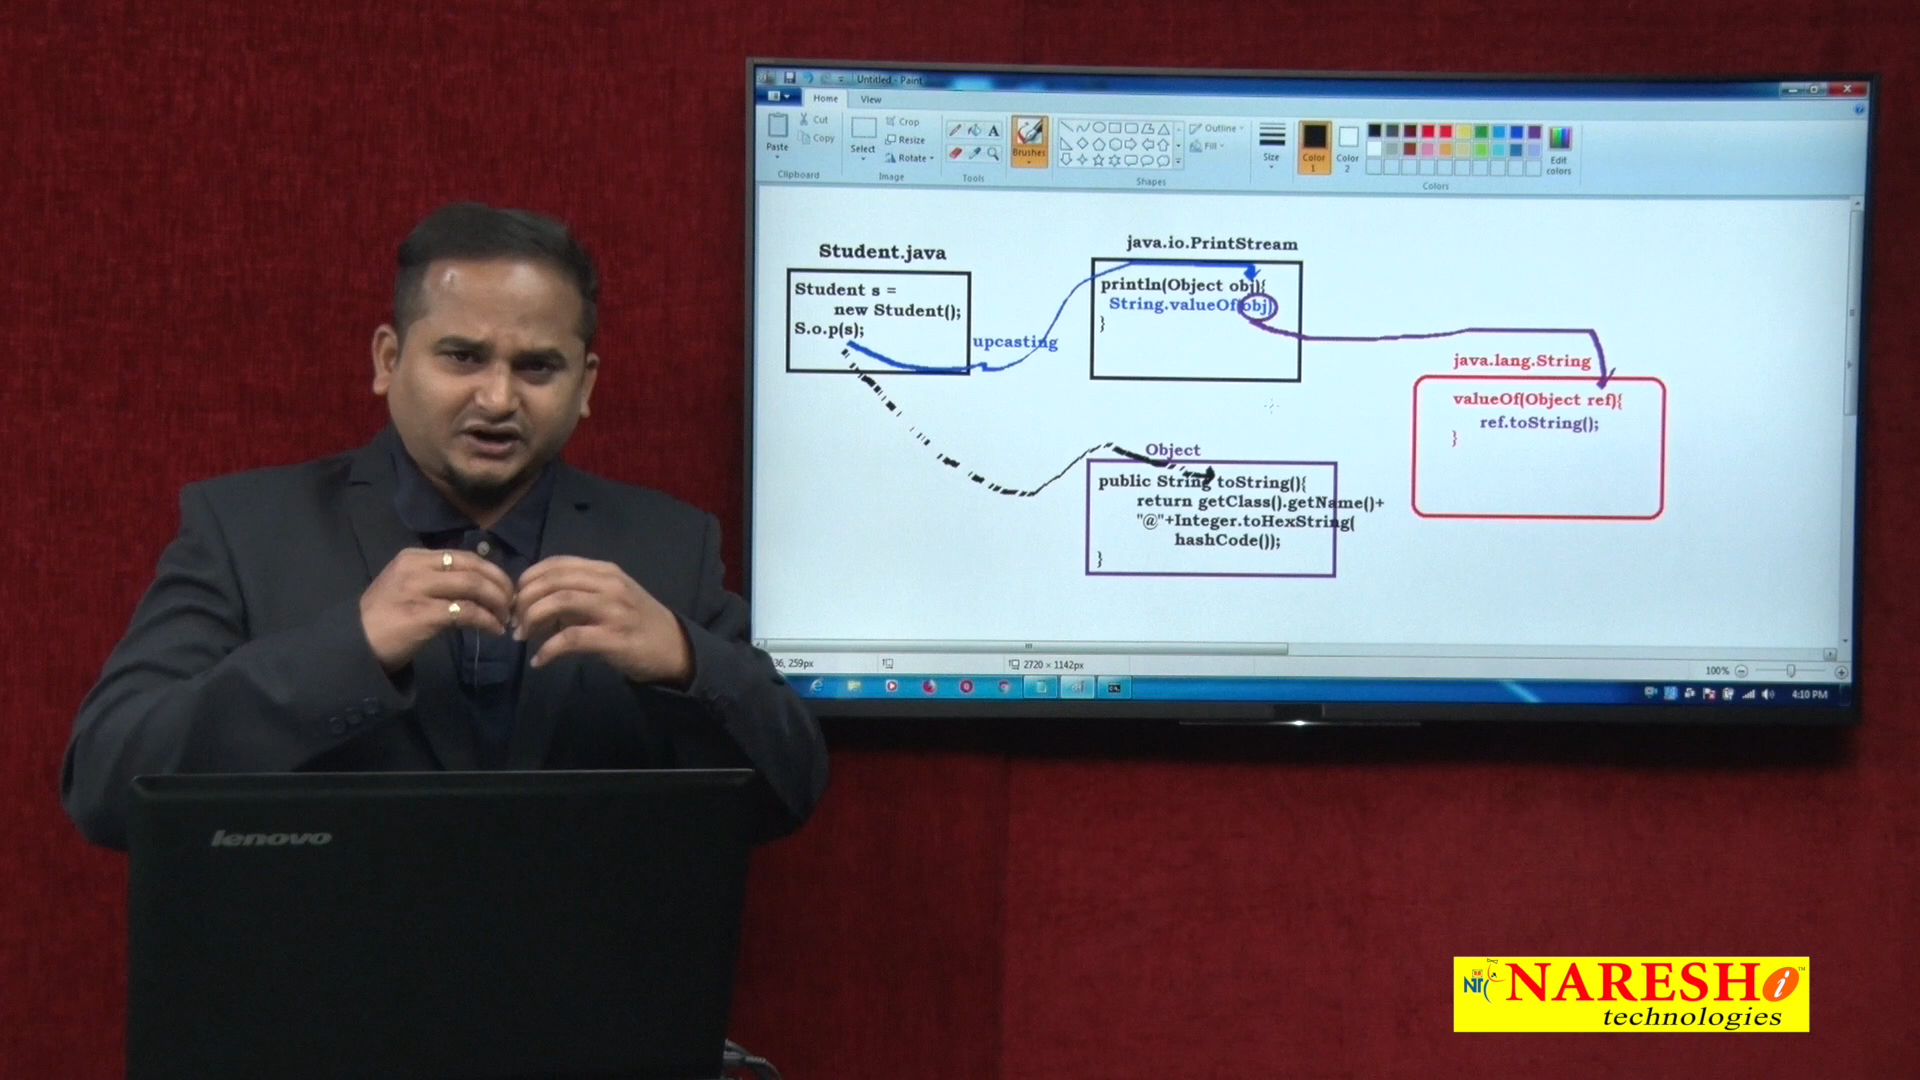 Untitled - Paint
Home
View
Paste
Cut
Copy
Clipboard
Select
Crop
Resize
Rotate
Image
A
Tools
Brushes
Outline
Fill
Shapes
Size
Color 1
Color 2
Edit colors
Colors
Student.java
Student s =
new Student();
S.o.p(s);
upcasting
java.io.PrintStream
println(Object obj){
String.valueOf(obj)
}
java.lang.String
valueOf(Object ref){
ref.toString();
}
Object
public String toString(){
return getClass().getName()+
"@"+Integer.toHexString(
hashCode());
}
36, 259px
2720 × 1142px
100%
4:10 PM
lenovo
NARESH i
technologies